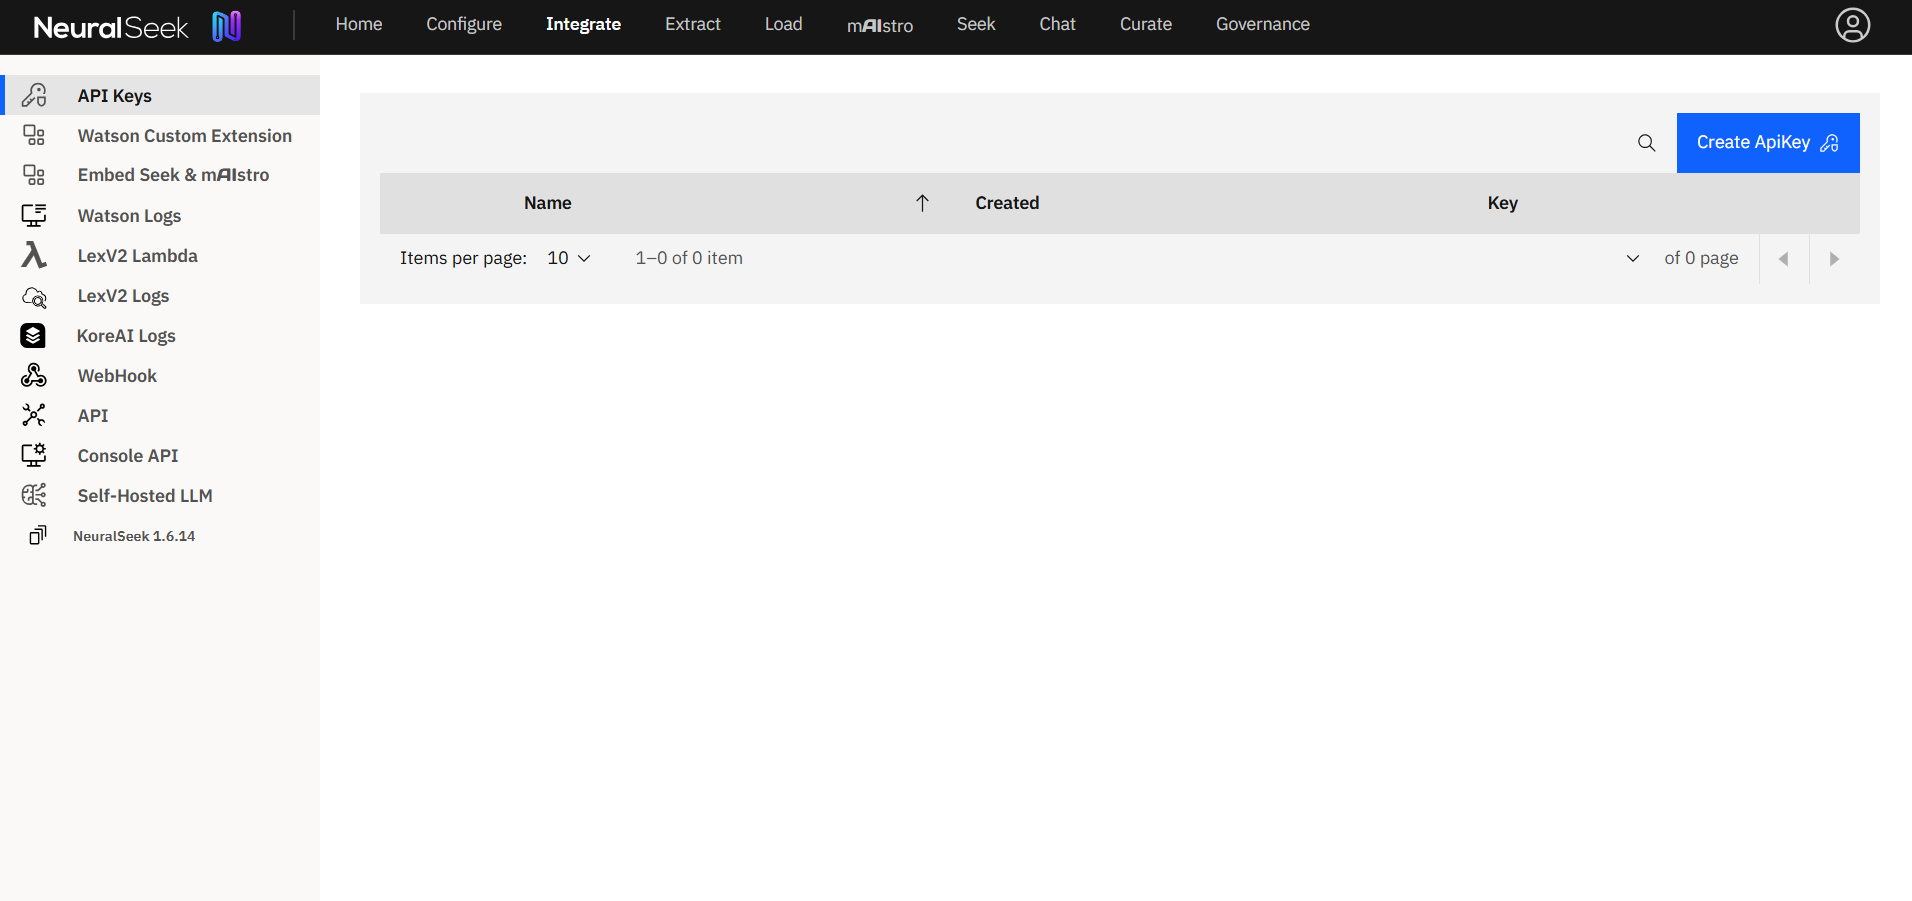 NeuralSeek
Home Configure Integrate Extract Load mAIstro Seek Chat Curate Governance
API Keys
Watson Custom Extension
Embed Seek & mAIstro
Watson Logs
LexV2 Lambda
LexV2 Logs
KoreAI Logs
WebHook
API
Console API
Self-Hosted LLM
NeuralSeek 1.6.14
Create ApiKey
Name Created Key
Items per page: 10 1–0 of 0 item of 0 page